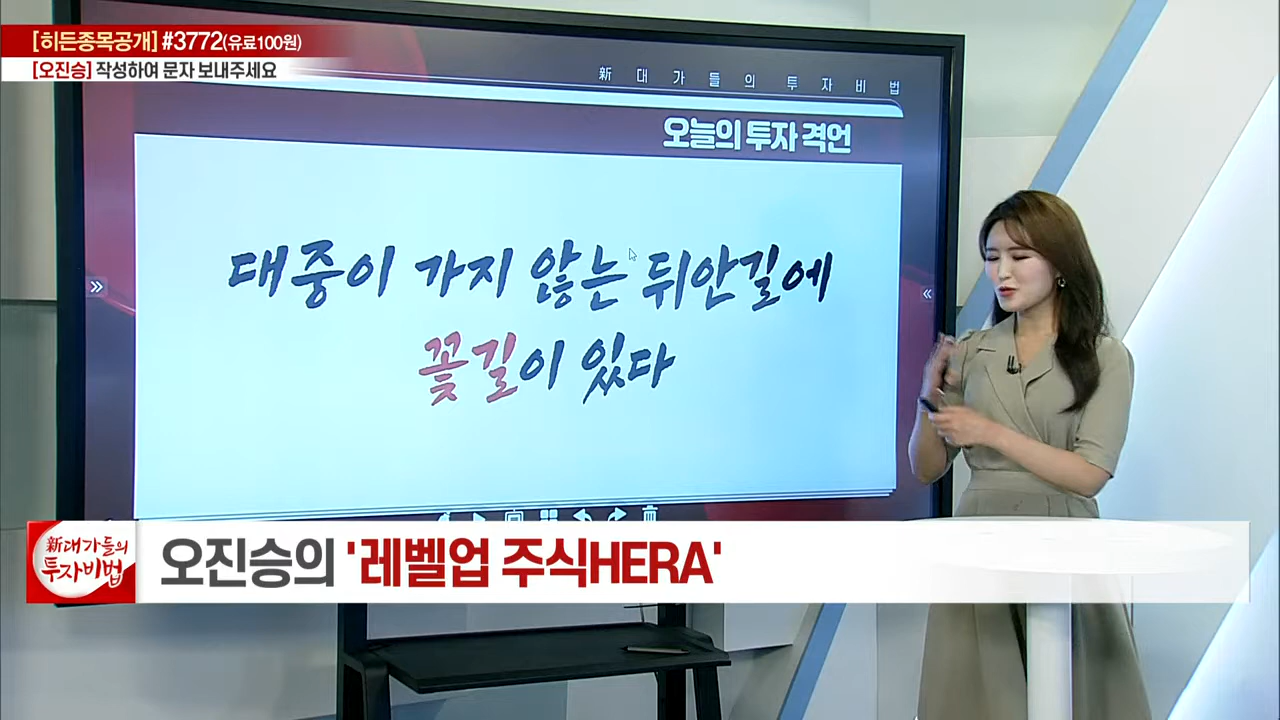 [히든종목공개] #3772(유료100원)
[오진승] 작성하여 문자 보내주세요
新 대가들의 투자비법
오늘의 투자 격언
대중이 가지 않는 뒤안길에
꽃길이 있다
新대가들의
투자비법
오진승의 '레벨업 주식HERA'